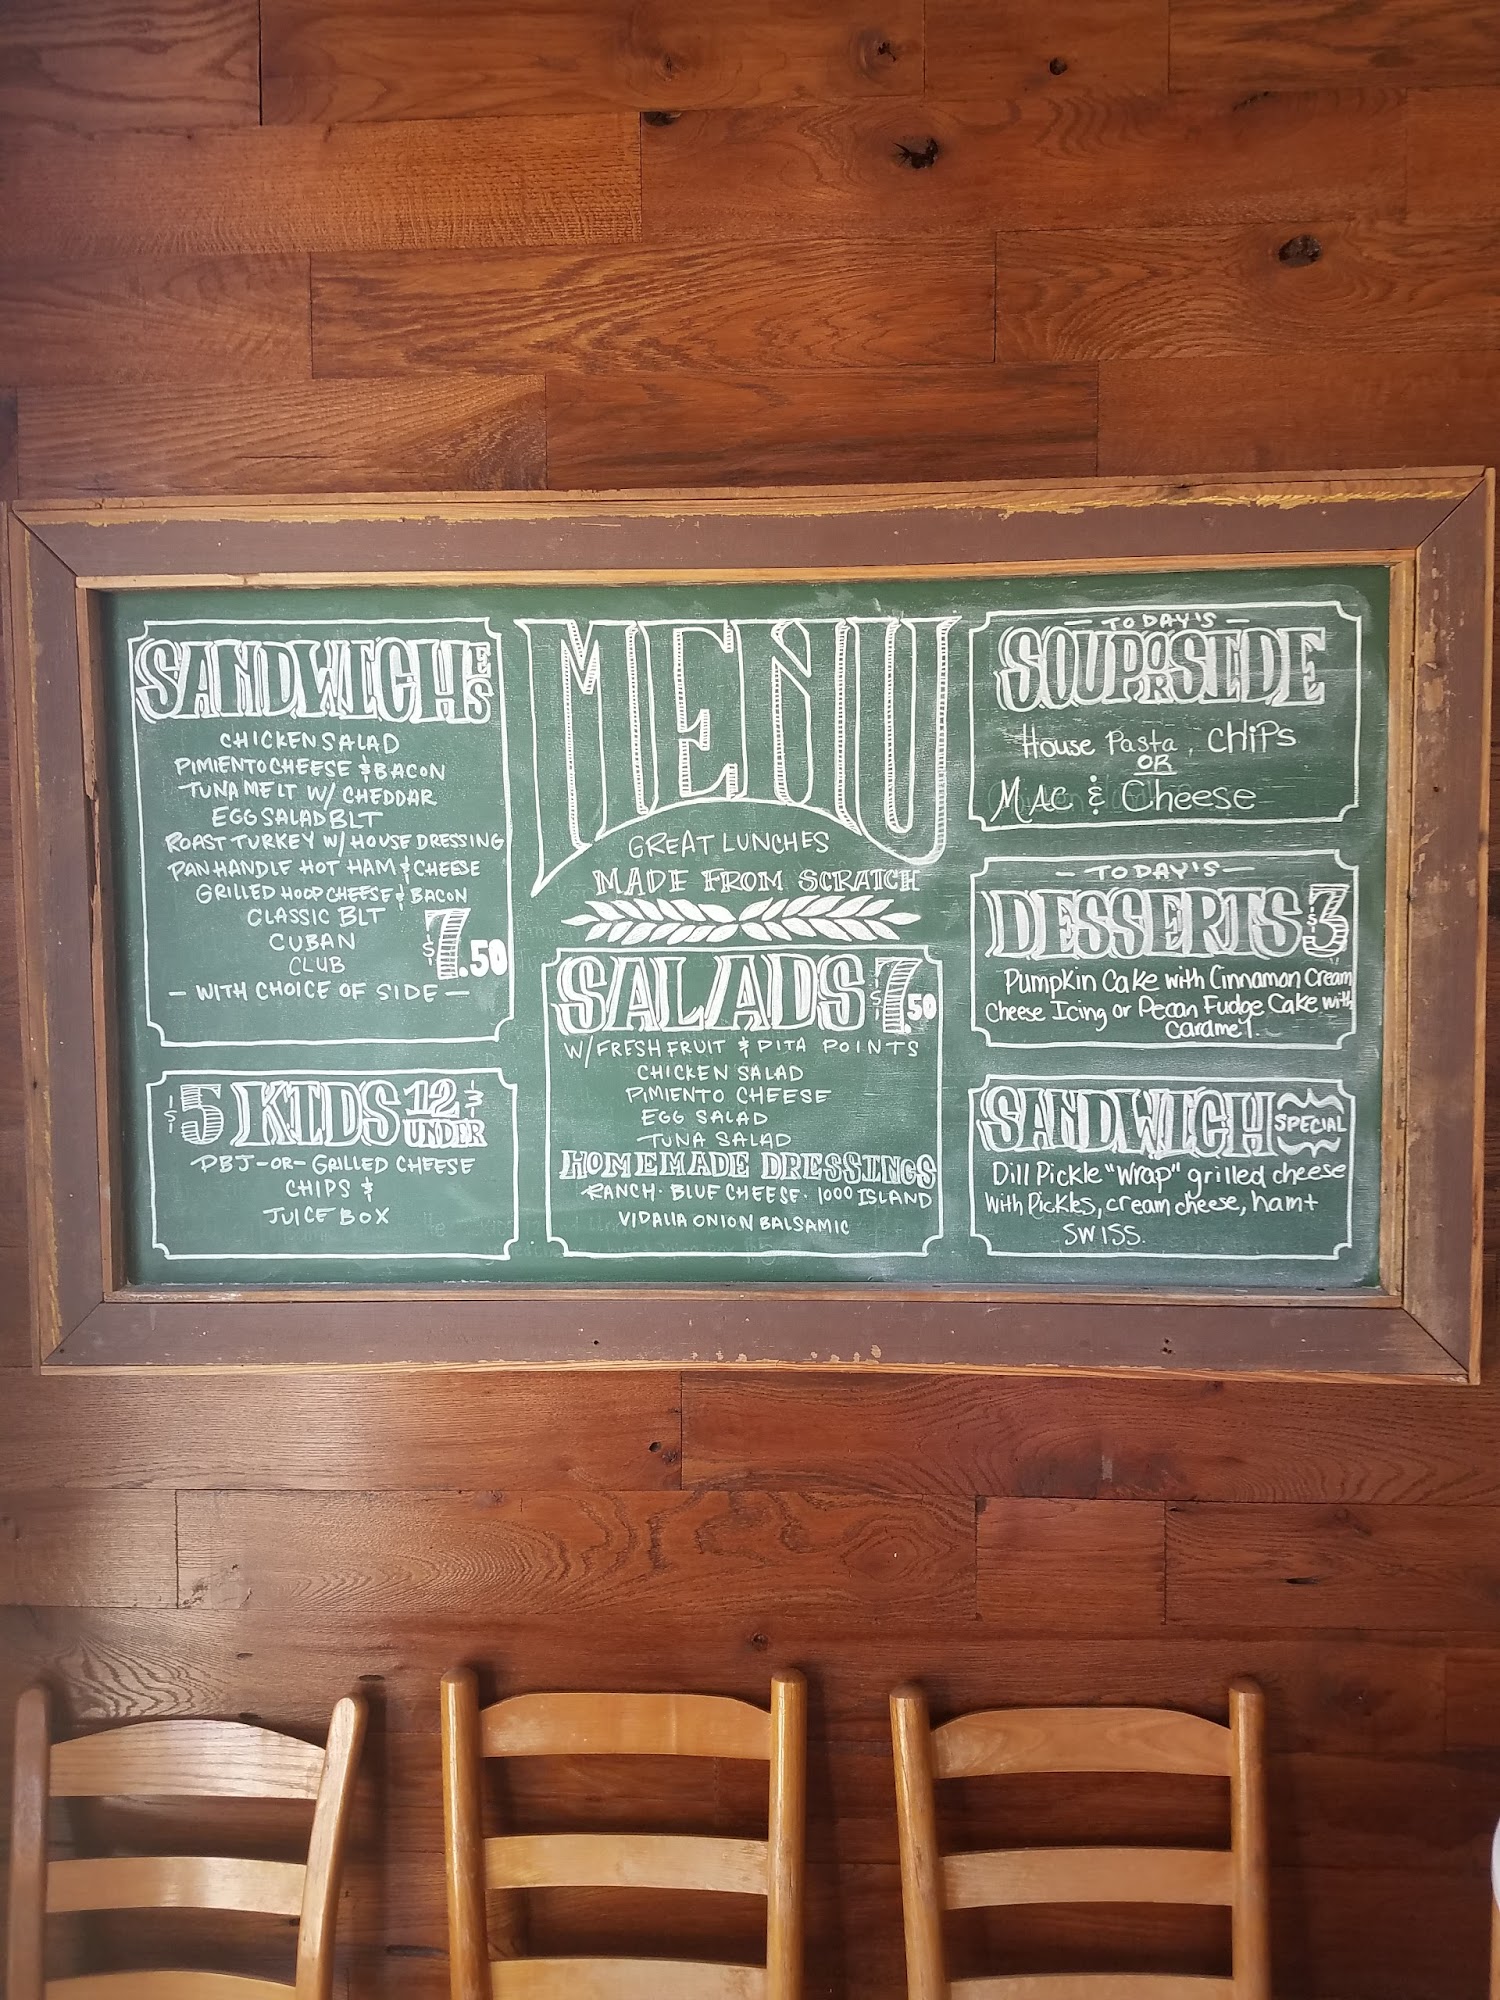 SANDWICHES
CHICKEN SALAD
PIMIENTO CHEESE & BACON
TUNA MELT W/ CHEDDAR
EGG SALAD BLT
ROAST TURKEY W/ HOUSE DRESSING
PANHANDLE HOT HAM & CHEESE
GRILLED HOOP CHEESE & BACON
CLASSIC BLT
CUBAN
CLUB
$7.50
- WITH CHOICE OF SIDE -
$5 KIDS 12 & UNDER
PBJ -OR- GRILLED CHEESE
CHIPS &
JUICE BOX
MENU
GREAT LUNCHES
MADE FROM SCRATCH
SALADS $7.50
W/ FRESH FRUIT & PITA POINTS
CHICKEN SALAD
PIMIENTO CHEESE
EGG SALAD
TUNA SALAD
HOMEMADE DRESSINGS
RANCH · BLUE CHEESE · 1000 ISLAND
VIDALIA ONION BALSAMIC
- TODAY'S -
SOUP OR SIDE
House Pasta, CHiPS
OR
MAC & Cheese
- TODAY'S -
DESSERTS $3
Pumpkin Cake with Cinnamon Cream
Cheese Icing or Pecan Fudge Cake with
Caramel.
SANDWICH SPECIAL
Dill Pickle "Wrap" grilled cheese
with Pickles, cream cheese, ham +
SWISS.